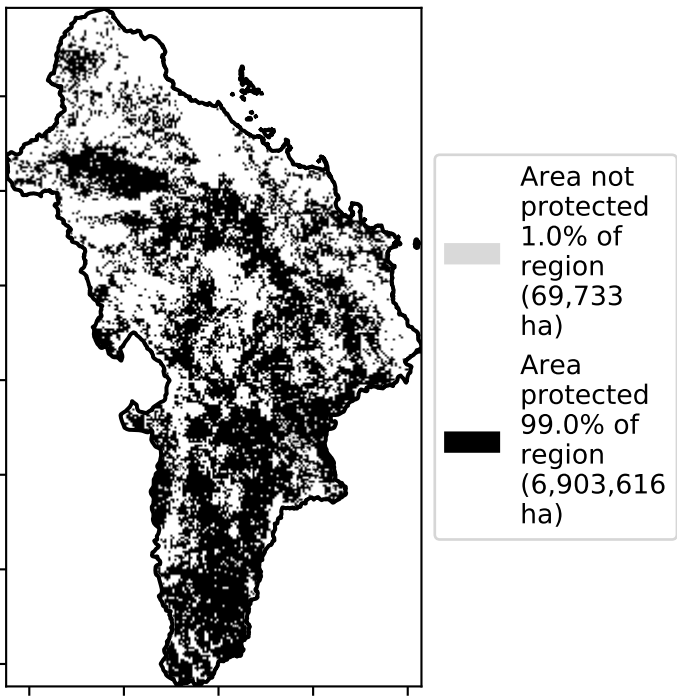 Area not
protected
1.0% of
region
(69,733
ha)
Area
protected
99.0% of
region
(6,903,616
ha)